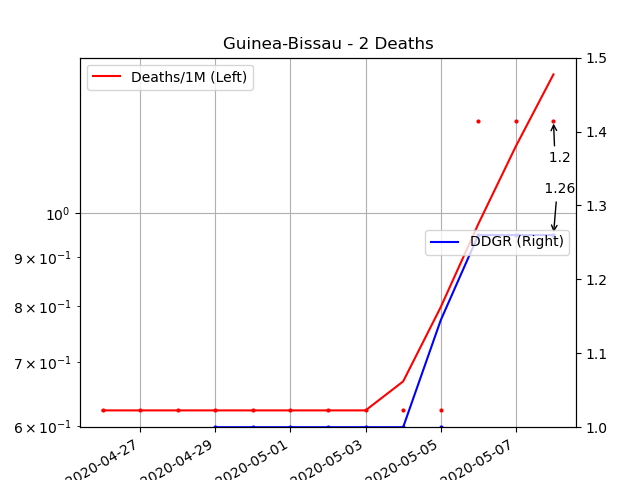 Guinea-Bissau - 2 Deaths
Deaths/1M (Left)
DDGR (Right)
1.2
1.26
10⁰
9 × 10⁻¹
8 × 10⁻¹
7 × 10⁻¹
6 × 10⁻¹
1.5
1.4
1.3
1.2
1.1
1.0
2020-04-27
2020-04-29
2020-05-01
2020-05-03
2020-05-05
2020-05-07